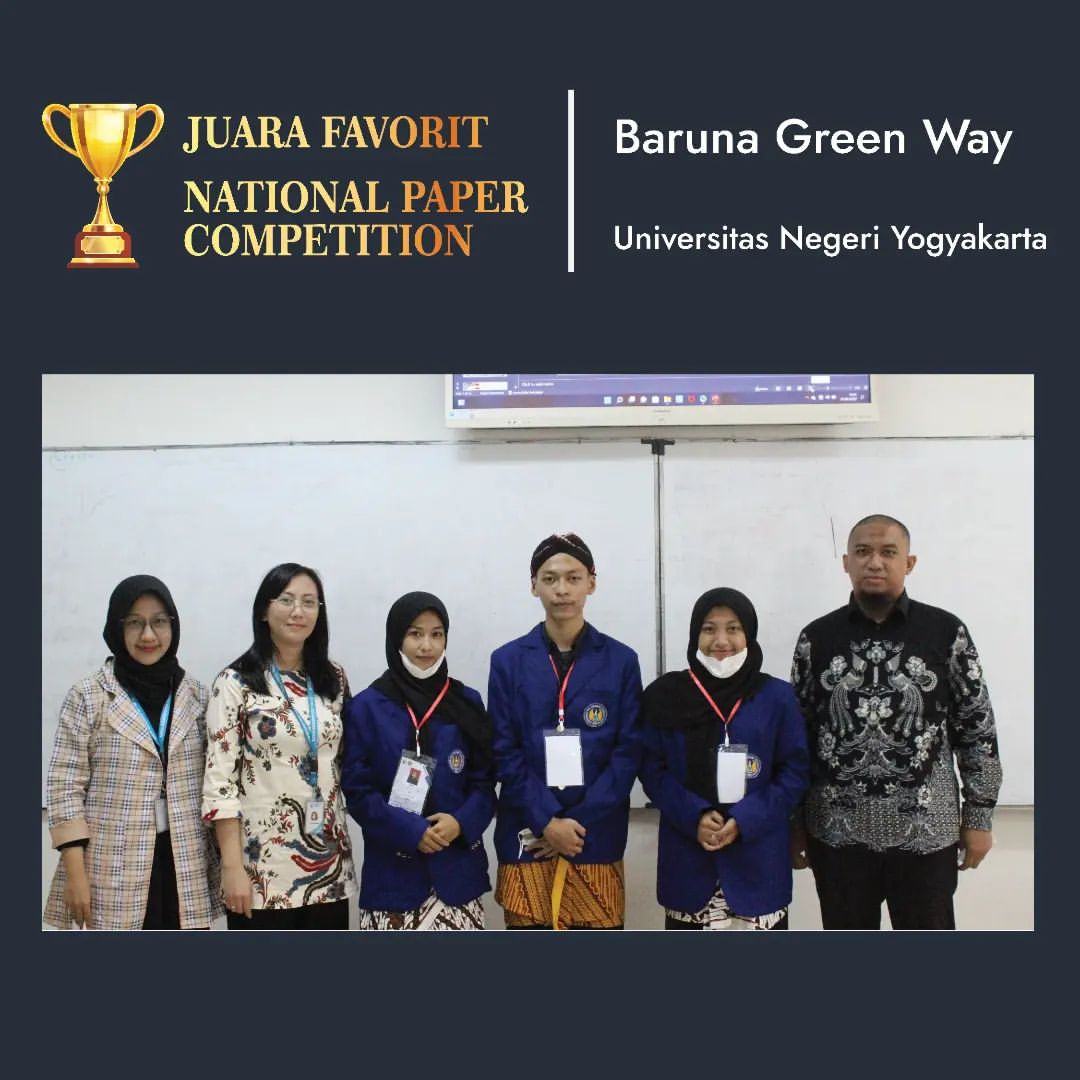 JUARA FAVORIT
NATIONAL PAPER
COMPETITION
Baruna Green Way
Universitas Negeri Yogyakarta